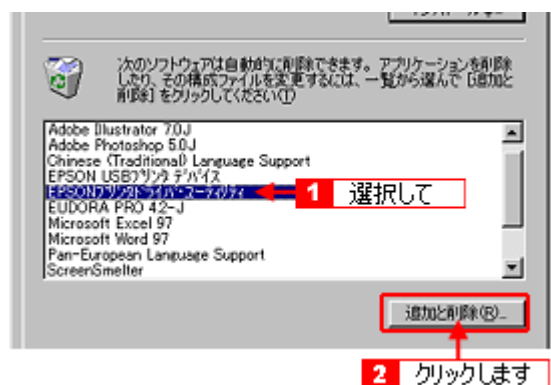 次のソフトウェアは自動的に削除できます。アプリケーションを削除
したり、その構成ファイルを変更するには、一覧から選んで [追加と
削除] をクリックしてください(T)
Adobe Illustrator 7.0J
Adobe Photoshop 5.0J
Chinese (Traditional) Language Support
EPSON USBプリンタ デバイス
EPSONプリンタドライバ・ユーティリティ
1 選択して
EUDORA PRO 4.2-J
Microsoft Excel 97
Microsoft Word 97
Pan-European Language Support
ScreenSmelter
追加と削除(R)...
2 クリックします